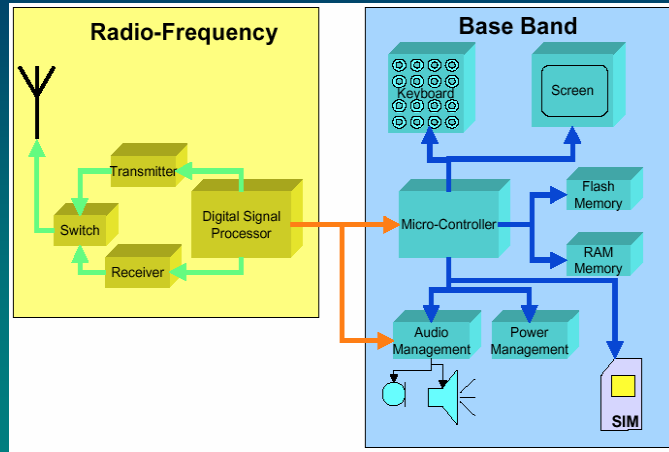 Radio-Frequency
Transmitter
Switch
Receiver
Digital Signal
Processor
Base Band
Keyboard
Screen
Micro-Controller
Flash
Memory
RAM
Memory
Audio
Management
Power
Management
SIM